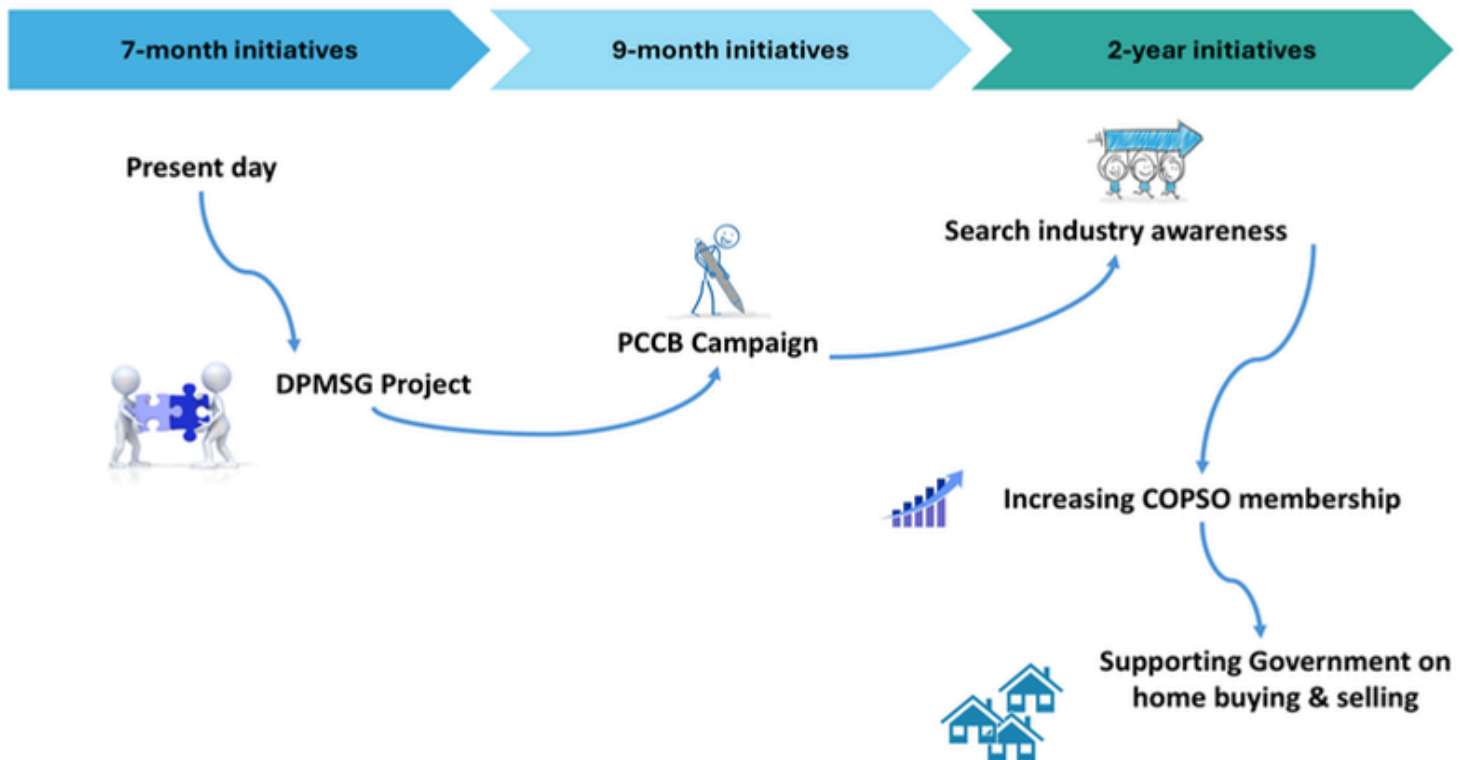 7-month initiatives
9-month initiatives
2-year initiatives
Present day
DPMSG Project
PCCB Campaign
Search industry awareness
Increasing COPSO membership
Supporting Government on
home buying & selling